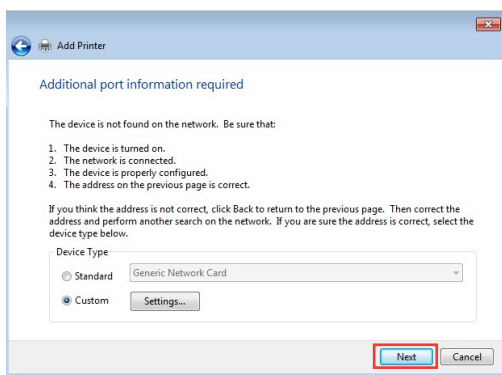 Add Printer
Additional port information required
The device is not found on the network. Be sure that:
1. The device is turned on.
2. The network is connected.
3. The device is properly configured.
4. The address on the previous page is correct.
If you think the address is not correct, click Back to return to the previous page. Then correct the
address and perform another search on the network. If you are sure the address is correct, select the
device type below.
Device Type
Standard Generic Network Card
Custom Settings...
Next Cancel